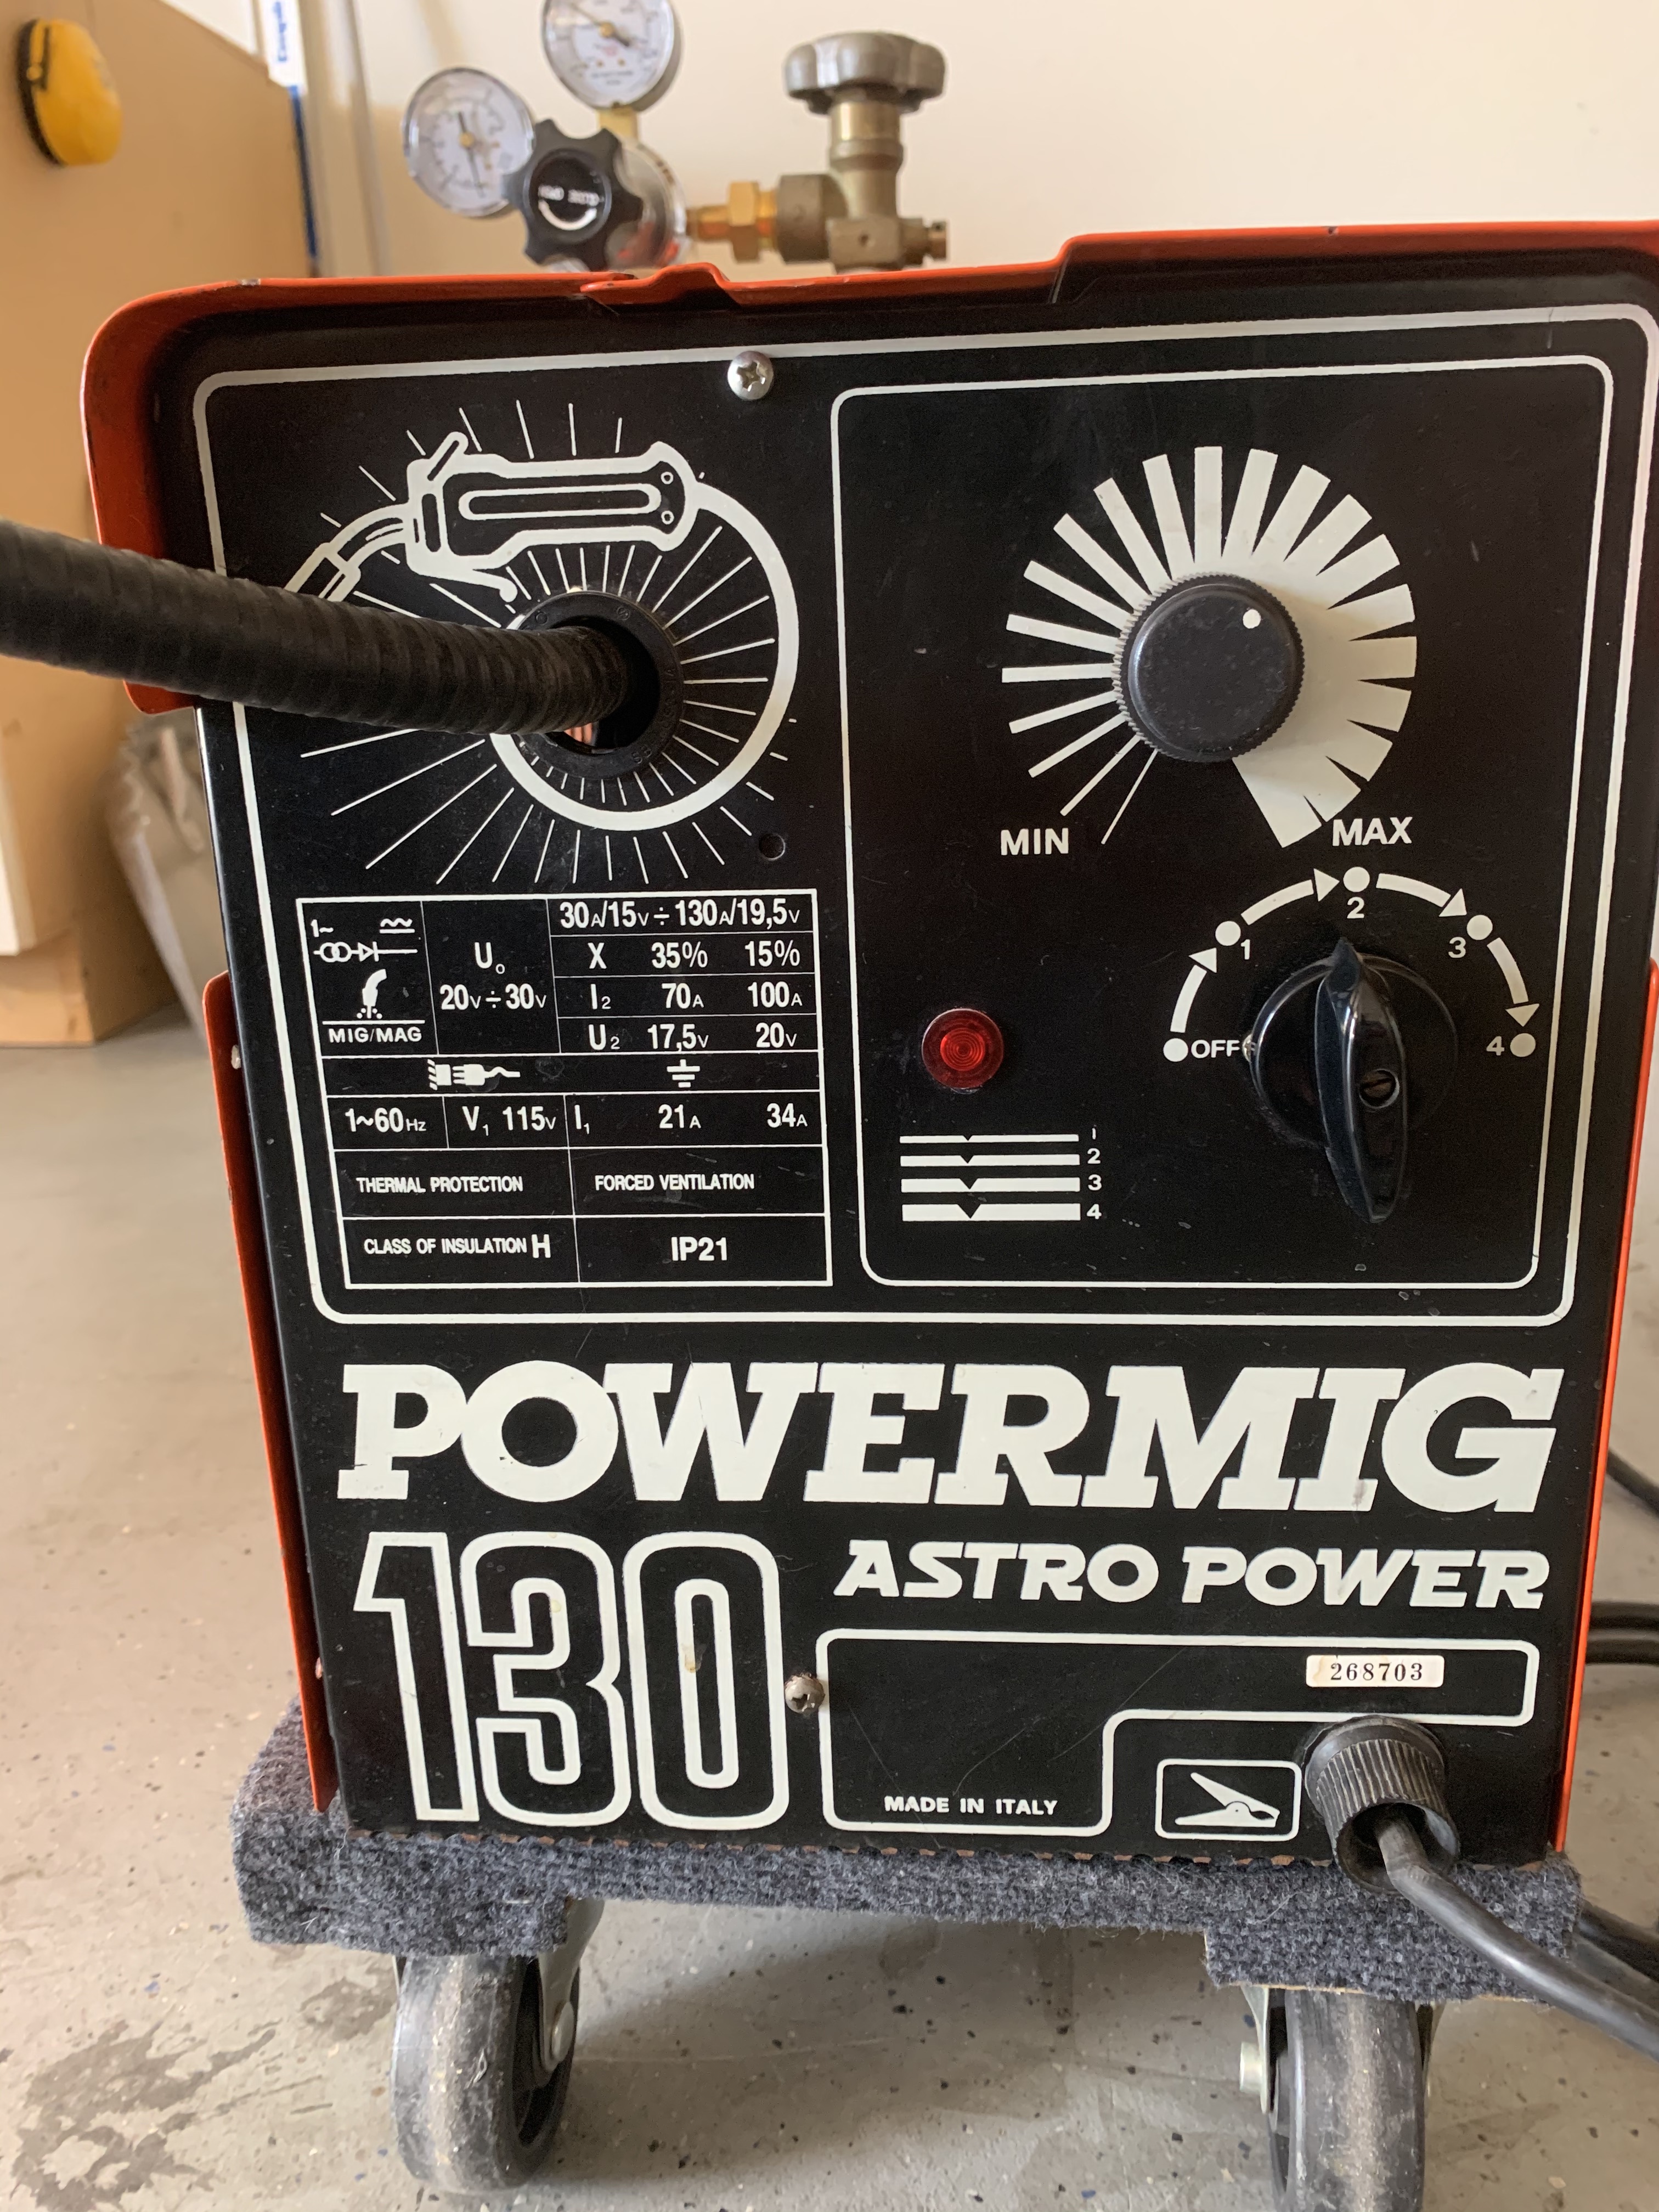 MIN
MAX
2
1
3
OFF
4
30A/15V÷130A/19,5V
1~
U₀
20V÷30V
X 35% 15%
I₂ 70A 100A
U₂ 17,5V 20V
MIG/MAG
1~60Hz V₁ 115V I₁ 21A 34A
THERMAL PROTECTION FORCED VENTILATION
CLASS OF INSULATION H IP21
1
2
3
4
POWERMIG
130
ASTRO POWER
268703
MADE IN ITALY